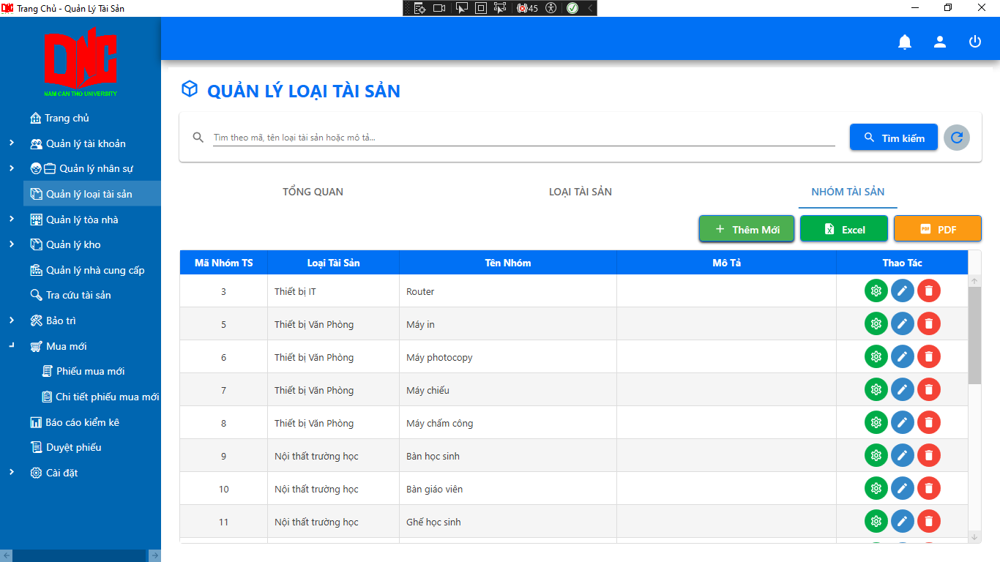 Trang Chủ - Quản Lý Tài Sản
45
DNC
NAM CAN THO UNIVERSITY
Trang chủ
Quản lý tài khoản
Quản lý nhân sự
Quản lý loại tài sản
Quản lý tòa nhà
Quản lý kho
Quản lý nhà cung cấp
Tra cứu tài sản
Bảo trì
Mua mới
Phiếu mua mới
Chi tiết phiếu mua mới
Báo cáo kiểm kê
Duyệt phiếu
Cài đặt
QUẢN LÝ LOẠI TÀI SẢN
Tìm theo mã, tên loại tài sản hoặc mô tả...
Tìm kiếm
TỔNG QUAN LOẠI TÀI SẢN NHÓM TÀI SẢN
Thêm Mới Excel PDF
Mã Nhóm TS Loại Tài Sản Tên Nhóm Mô Tả Thao Tác
3 Thiết bị IT Router
5 Thiết bị Văn Phòng Máy in
6 Thiết bị Văn Phòng Máy photocopy
7 Thiết bị Văn Phòng Máy chiếu
8 Thiết bị Văn Phòng Máy chấm công
9 Nội thất trường học Bàn học sinh
10 Nội thất trường học Bàn giáo viên
11 Nội thất trường học Ghế học sinh